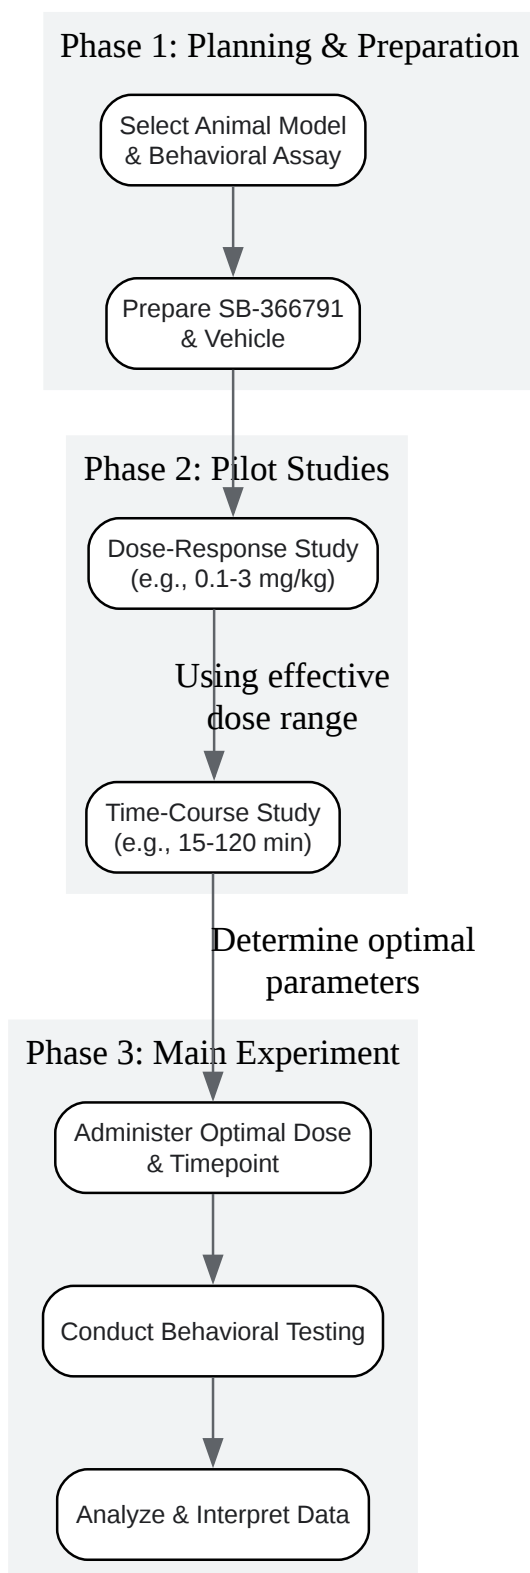 Phase 1: Planning & Preparation
Select Animal Model
& Behavioral Assay
Prepare SB-366791
& Vehicle
Phase 2: Pilot Studies
Dose-Response Study
(e.g., 0.1-3 mg/kg)
Using effective
dose range
Time-Course Study
(e.g., 15-120 min)
Determine optimal
parameters
Phase 3: Main Experiment
Administer Optimal Dose
& Timepoint
Conduct Behavioral Testing
Analyze & Interpret Data